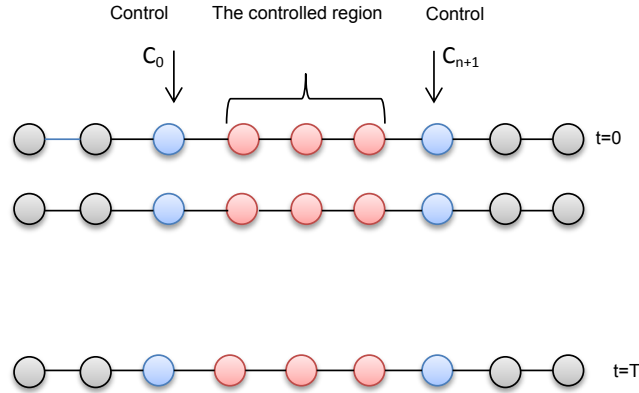 Control The controlled region Control
C0 Cn+1
t=0
t=T